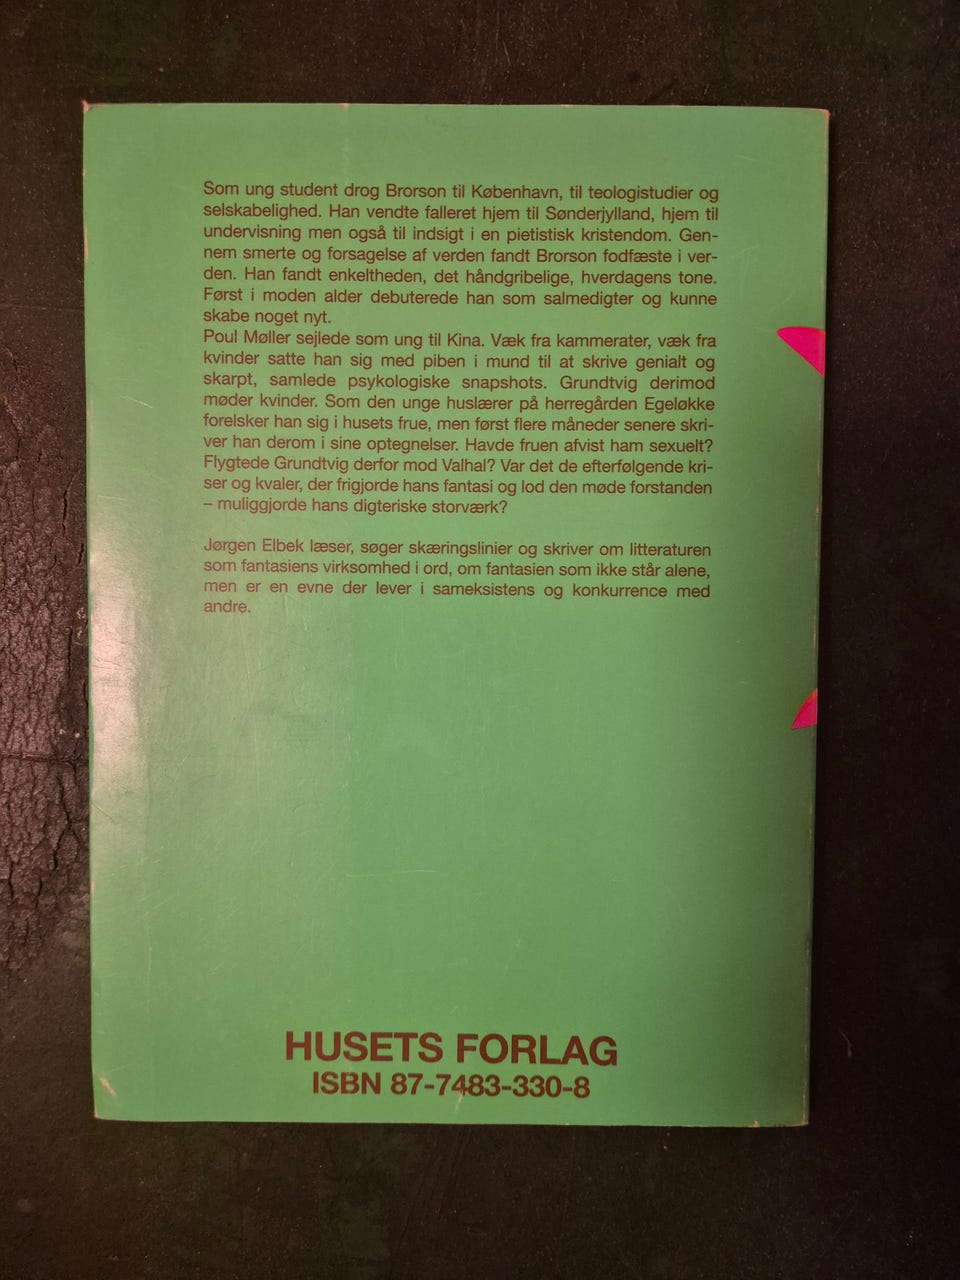 Som ung student drog Brorson til København, til teologistudier og
selskabelighed. Han vendte falleret hjem til Sønderjylland, hjem til
undervisning men også til indsigt i en pietistisk kristendom. Gen-
nem smerte og forsagelse af verden fandt Brorson fodfæste i ver-
den. Han fandt enkeltheden, det håndgribelige, hverdagens tone.
Først i moden alder debuterede han som salmedigter og kunne
skabe noget nyt.
Poul Møller sejlede som ung til Kina. Væk fra kammerater, væk fra
kvinder satte han sig med piben i mund til at skrive genialt og
skarpt, samlede psykologiske snapshots. Grundtvig derimod
møder kvinder. Som den unge huslærer på herregården Egeløkke
forelsker han sig i husets frue, men først flere måneder senere skri-
ver han derom i sine optegnelser. Havde fruen afvist ham sexuelt?
Flygtede Grundtvig derfor mod Valhal? Var det de efterfølgende kri-
ser og kvaler, der frigjorde hans fantasi og lod den møde forstanden
– muliggjorde hans digteriske storværk?
Jørgen Elbek læser, søger skæringslinier og skriver om litteraturen
som fantasiens virksomhed i ord, om fantasien som ikke står alene,
men er en evne der lever i sameksistens og konkurrence med
andre.
HUSETS FORLAG
ISBN 87-7483-330-8